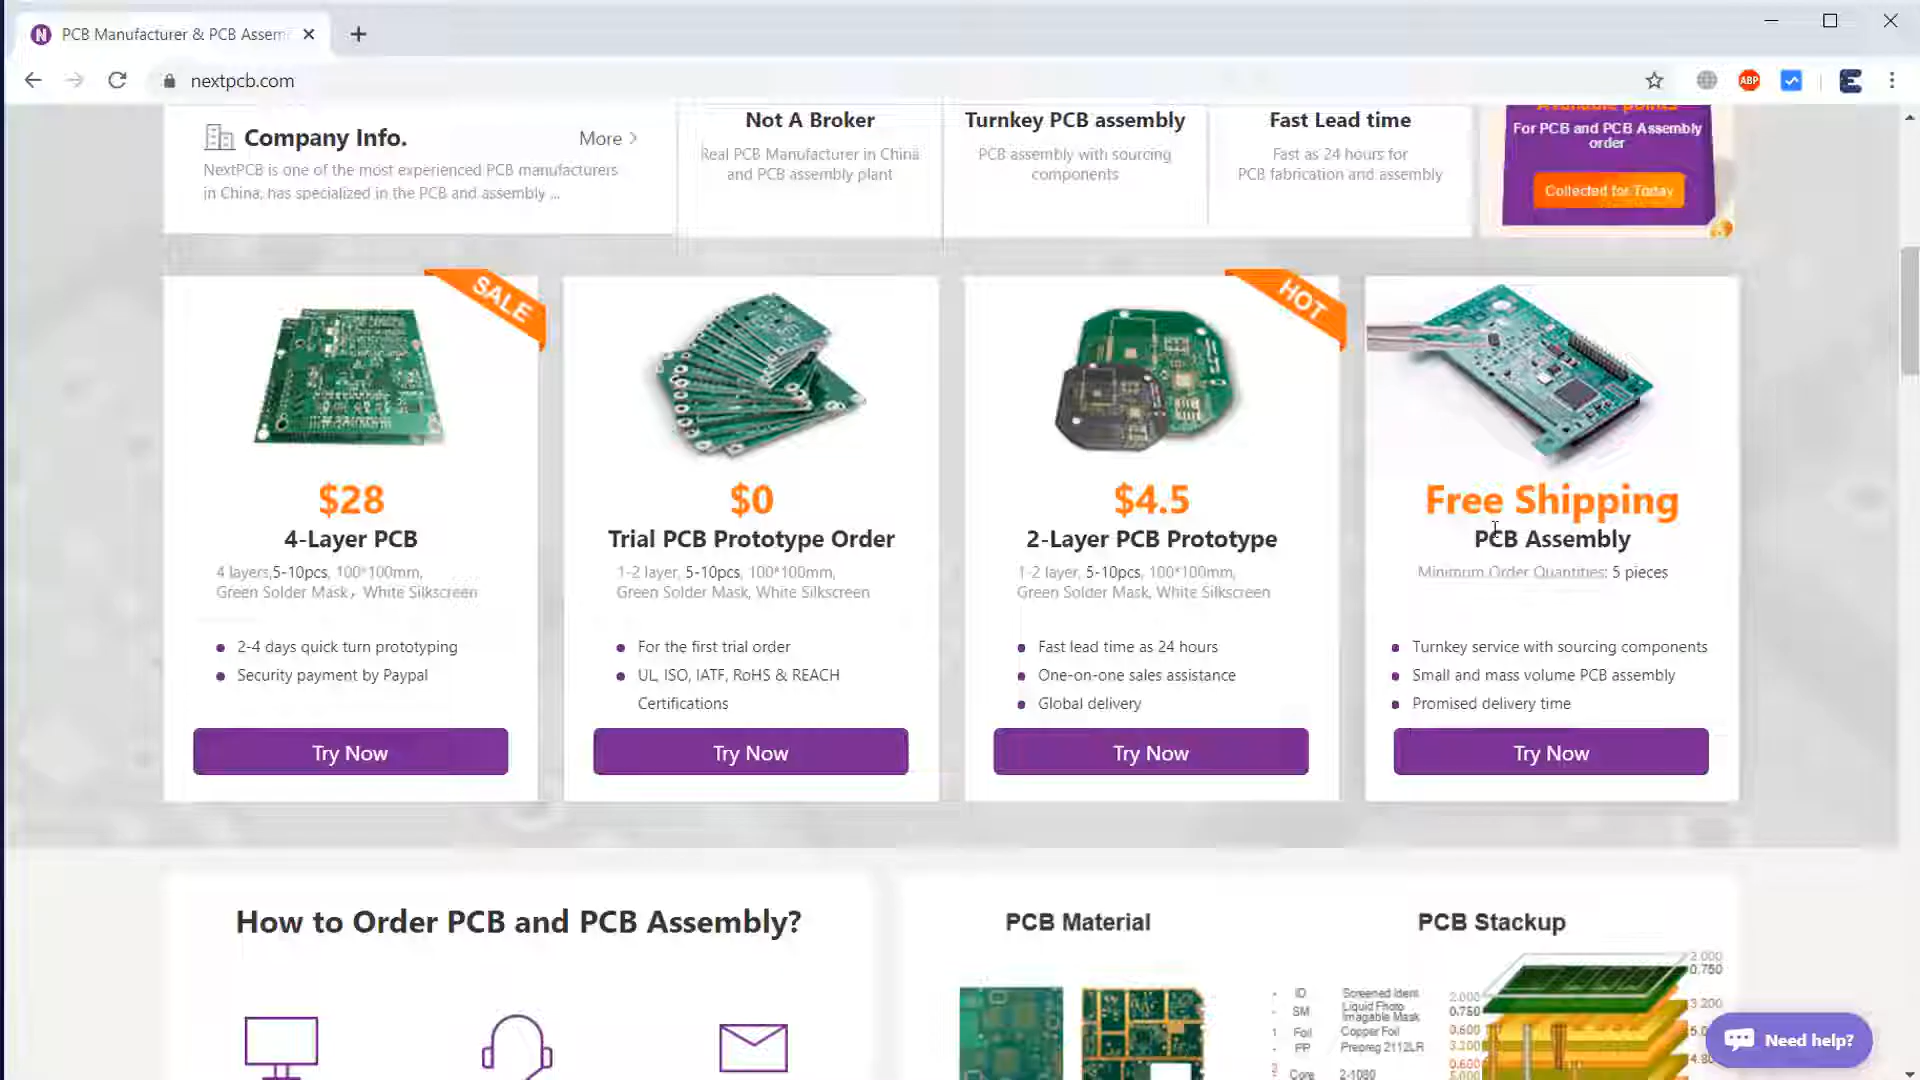 PCB Manufacturer & PCB Assem
nextpcb.com
ABP
Company Info.
More >
NextPCB is one of the most experienced PCB manufacturers
in China, has specialized in the PCB and assembly ...
Not A Broker
Real PCB Manufacturer in China
and PCB assembly plant
Turnkey PCB assembly
PCB assembly with sourcing
components
Fast Lead time
Fast as 24 hours for
PCB fabrication and assembly
Available points
For PCB and PCB Assembly
order
Collected for Today
SALE
$28
4-Layer PCB
4 layers,5-10pcs, 100*100mm,
Green Solder Mask, White Silkscreen
2-4 days quick turn prototyping
Security payment by Paypal
Try Now
$0
Trial PCB Prototype Order
1-2 layer, 5-10pcs, 100*100mm,
Green Solder Mask, White Silkscreen
For the first trial order
UL, ISO, IATF, RoHS & REACH
Certifications
Try Now
HOT
$4.5
2-Layer PCB Prototype
1-2 layer, 5-10pcs, 100*100mm,
Green Solder Mask, White Silkscreen
Fast lead time as 24 hours
One-on-one sales assistance
Global delivery
Try Now
Free Shipping
PCB Assembly
Minimum Order Quantities: 5 pieces
Turnkey service with sourcing components
Small and mass volume PCB assembly
Promised delivery time
Try Now
How to Order PCB and PCB Assembly?
PCB Material
PCB Stackup
ID Screened Ident
SM Liquid Photo
Imagable Mask
1 Foil Copper Foil
PP Prepreg 2112LR
Core 2-1080
2.000
0.750
0.600
3.200
0.600
5.000
2.000
0.750
3.200
Need help?